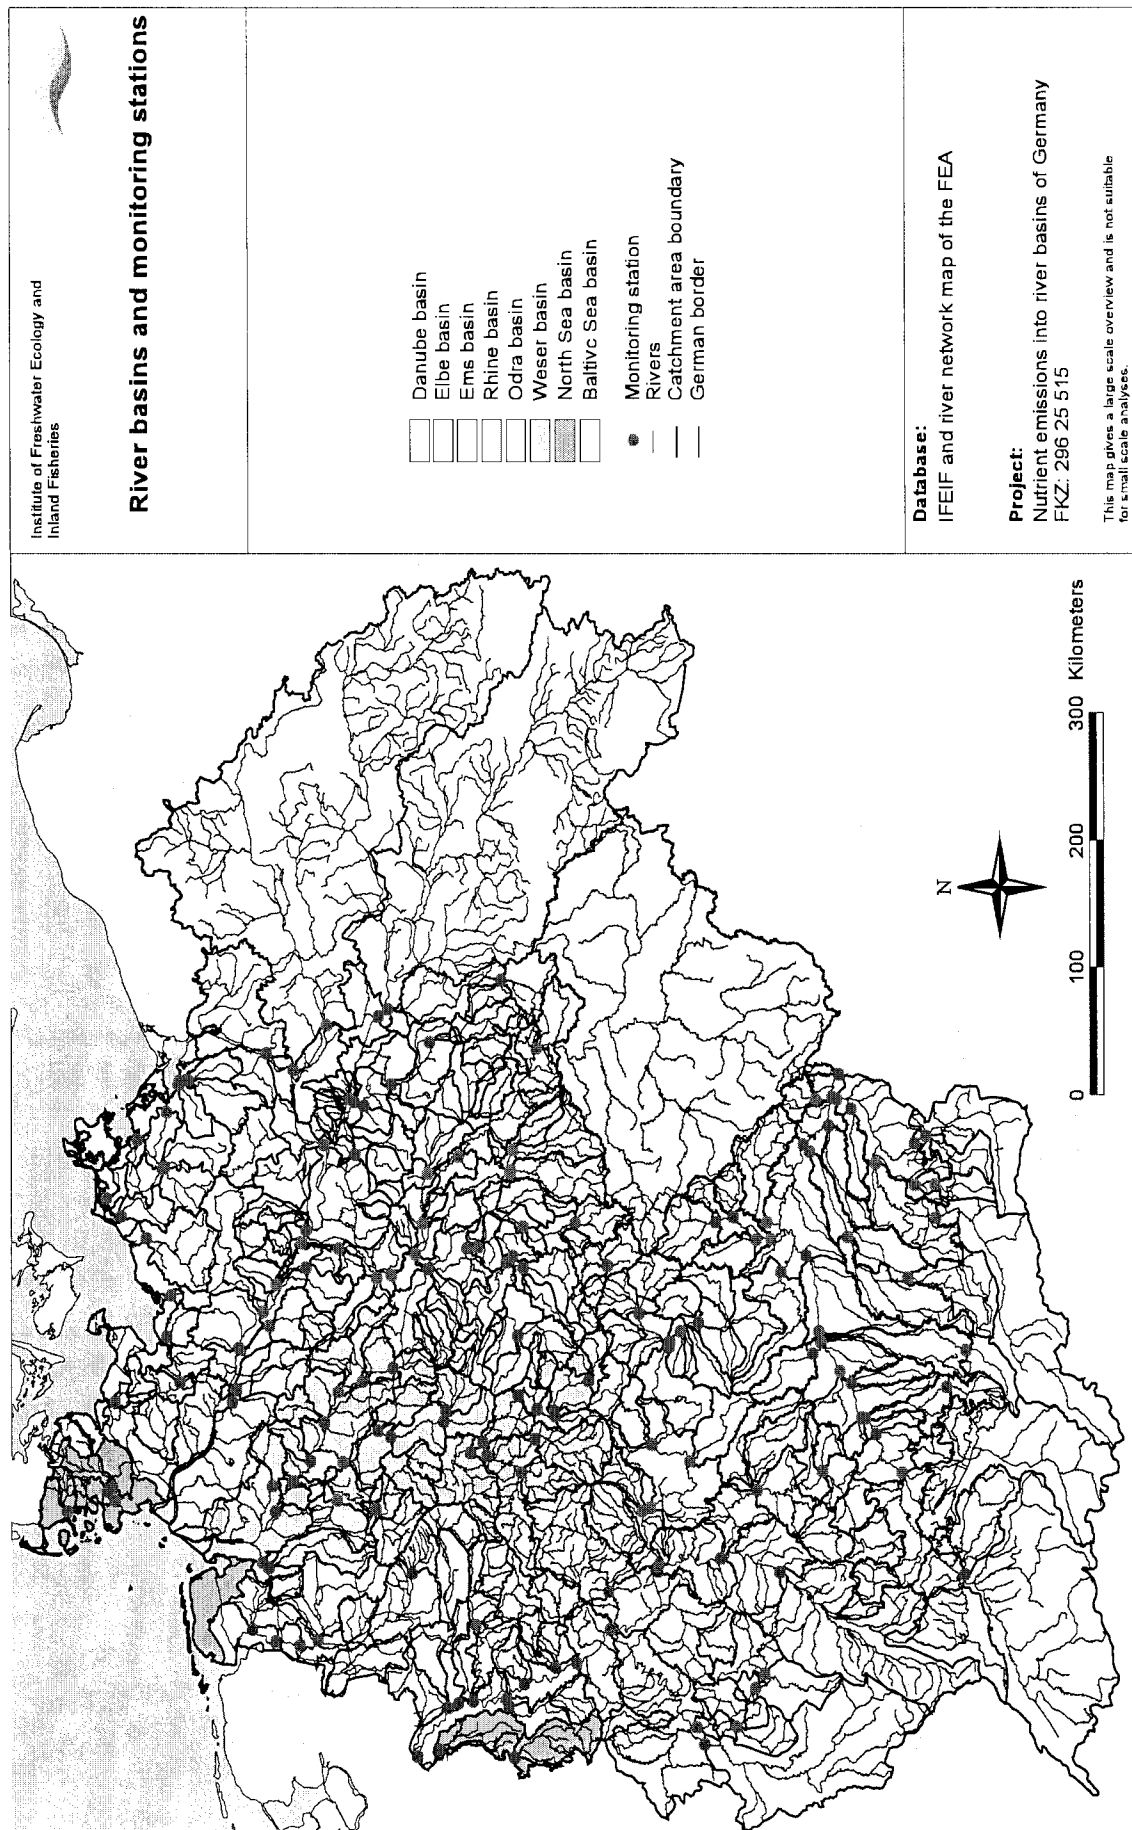 Institute of Freshwater Ecology and
Inland Fisheries
River basins and monitoring stations
Danube basin
Elbe basin
Ems basin
Rhine basin
Odra basin
Weser basin
North Sea basin
Baltivc Sea basin
Monitoring station
Rivers
Catchment area boundary
German border
Database:
IFEIF and river network map of the FEA
Project:
Nutrient emissions into river basins of Germany
FKZ: 296 25 515
This map gives a large scale overview and is not suitable
for small scale analyses.
N
0 100 200 300 Kilometers